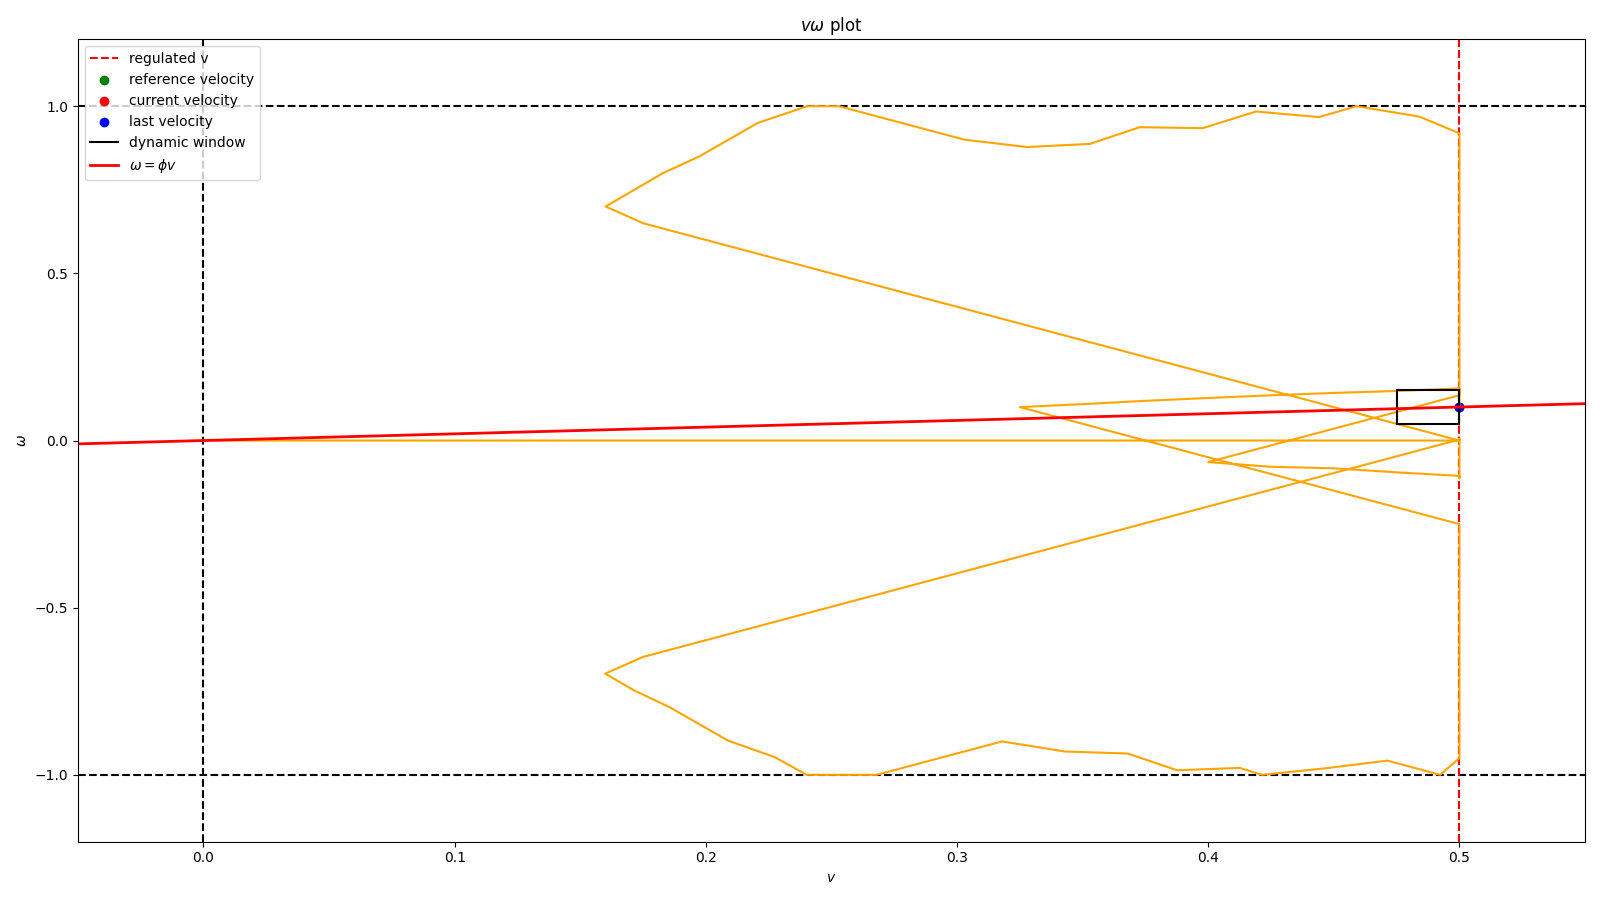 vω plot
regulated v
reference velocity
current velocity
last velocity
dynamic window
ω = ϕv
1.0
0.5
0.0
−0.5
−1.0
ω
0.0 0.1 0.2 0.3 0.4 0.5
v